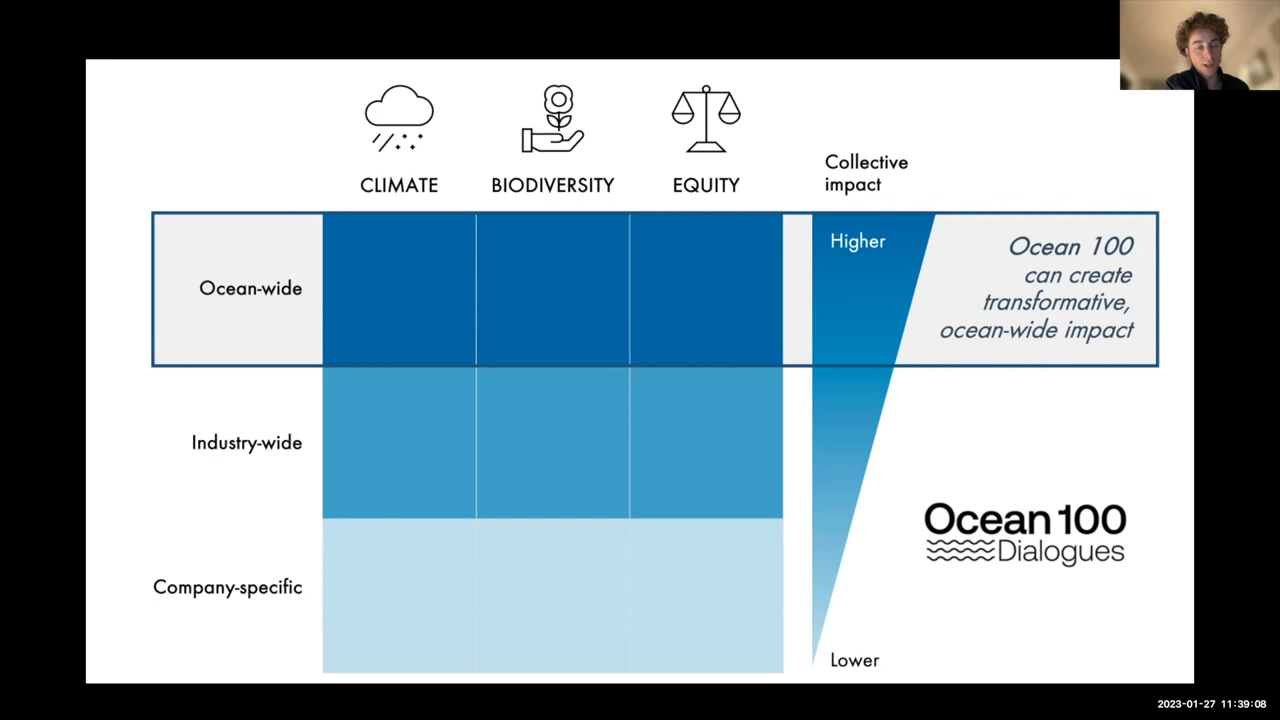 CLIMATE
BIODIVERSITY
EQUITY
Collective
impact
Ocean-wide
Higher
Ocean 100
can create
transformative,
ocean-wide impact
Industry-wide
Ocean 100
Dialogues
Company-specific
Lower
2023-01-27 11:39:08